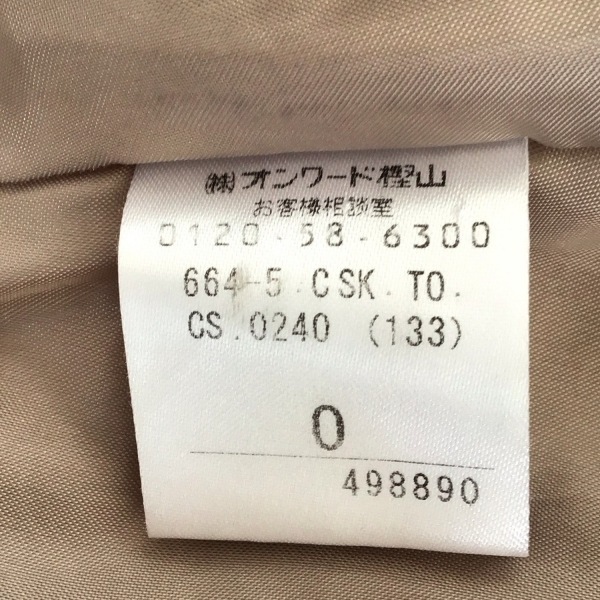 ㈱オンワード樫山
お客様相談室
0120-58-6300
664-5.CSK.TO.
CS.0240 (133)
0
498890